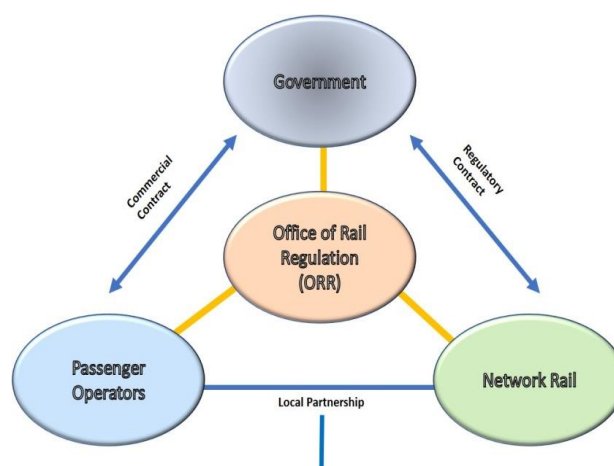 Government
Commercial
Contract
Regulatory
Contract
Office of Rail
Regulation
(ORR)
Passenger
Operators
Network Rail
Local Partnership